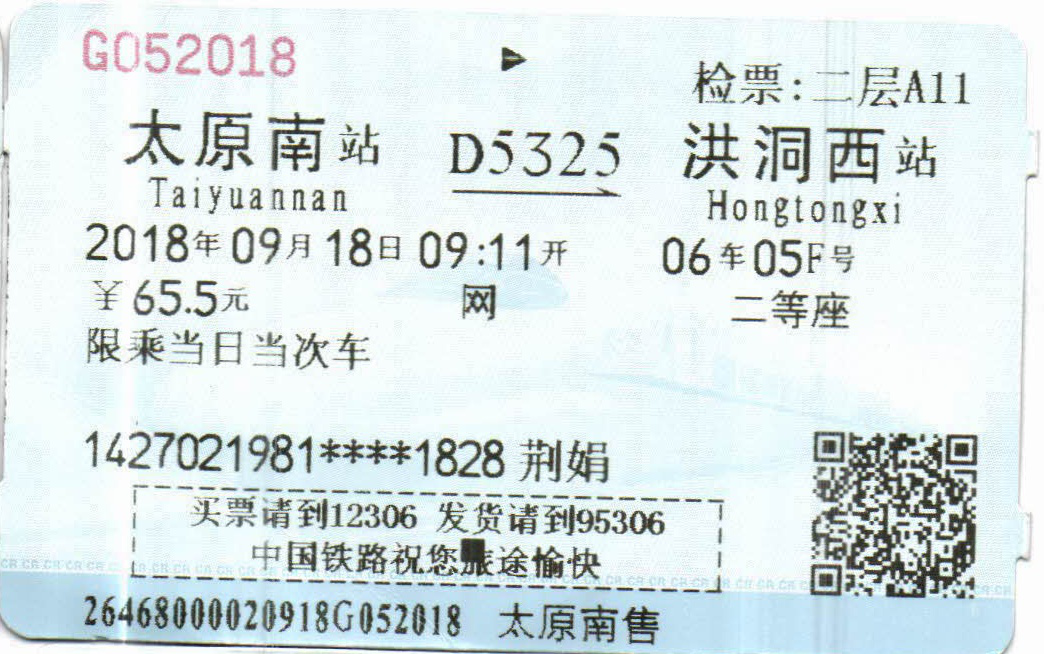 G052018
检票:二层A11
太原南站 D5325 洪洞西站
Taiyuannan Hongtongxi
2018年09月18日09:11开 06车05F号
￥65.5元 网 二等座
限乘当日当次车
1427021981****1828 荆娟
买票请到12306 发货请到95306
中国铁路祝您旅途愉快
26468000020918G052018 太原南售